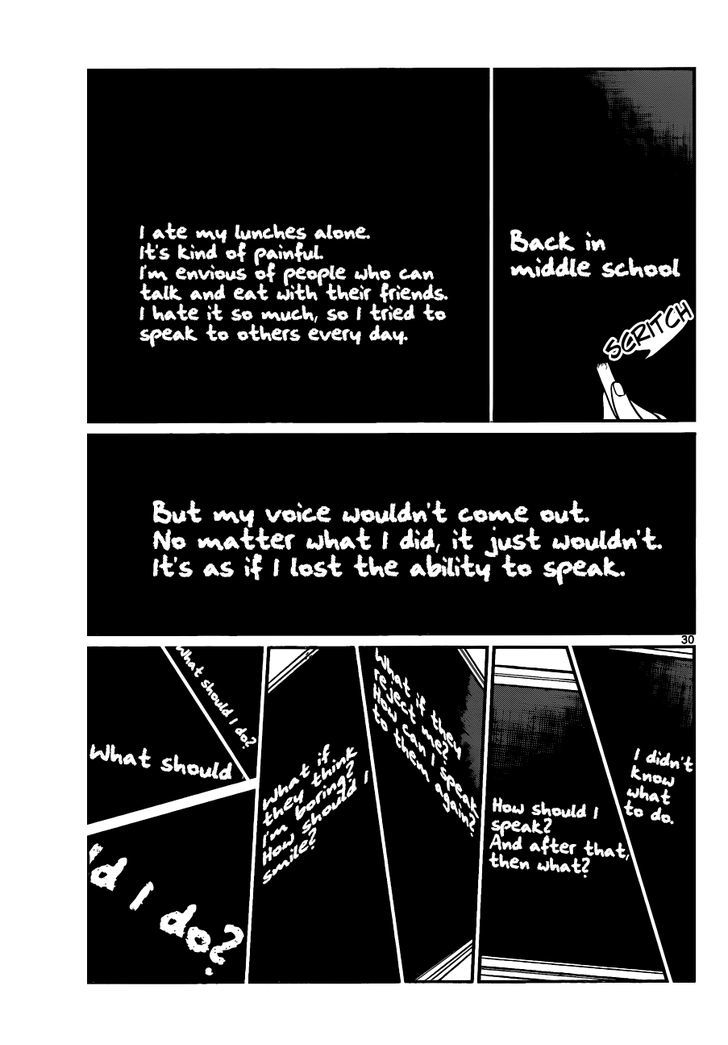 Back in
middle school
SCRITCH
I ate my lunches alone.
It's kind of painful.
I'm envious of people who can
talk and eat with their friends.
I hate it so much, so I tried to
speak to others every day.
But my voice wouldn't come out.
No matter what I did, it just wouldn't.
It's as if I lost the ability to speak.
30
I didn't
know
what
to do.
How should I
speak?
And after that,
then what?
What if they
reject me?
How can I speak
to them again?
What if
they think
I'm boring?
How should I
smile?
What should I do?
What should
'd I do?